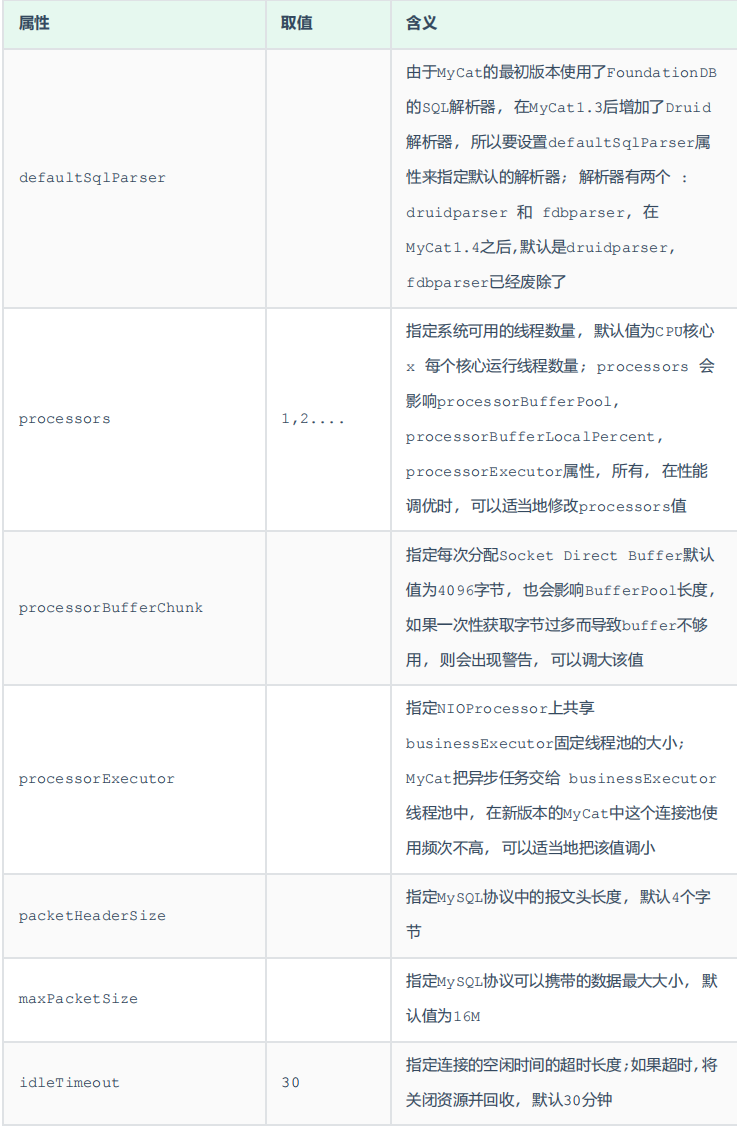 属性 取值 含义
由于MyCat的最初版本使用了FoundationDB
的SQL解析器, 在MyCat1.3后增加了Druid
解析器, 所以要设置defaultSqlParser属
defaultSqlParser
性来指定默认的解析器; 解析器有两个 :
druidparser 和 fdbparser, 在
MyCat1.4之后,默认是druidparser,
fdbparser已经废除了
指定系统可用的线程数量, 默认值为CPU核心
x 每个核心运行线程数量; processors 会
影响processorBufferPool,
processors 1,2....
processorBufferLocalPercent,
processorExecutor属性, 所有, 在性能
调优时, 可以适当地修改processors值
指定每次分配Socket Direct Buffer默认
值为4096字节, 也会影响BufferPool长度,
processorBufferChunk
如果一次性获取字节过多而导致buffer不够
用, 则会出现警告, 可以调大该值
指定NIOProcessor上共享
businessExecutor固定线程池的大小;
processorExecutor
MyCat把异步任务交给 businessExecutor
线程池中, 在新版本的MyCat中这个连接池使
用频次不高, 可以适当地把该值调小
packetHeaderSize
指定MySQL协议中的报文头长度, 默认4个字
节
maxPacketSize
指定MySQL协议可以携带的数据最大大小, 默
认值为16M
idleTimeout 30
指定连接的空闲时间的超时长度;如果超时,将
关闭资源并回收, 默认30分钟